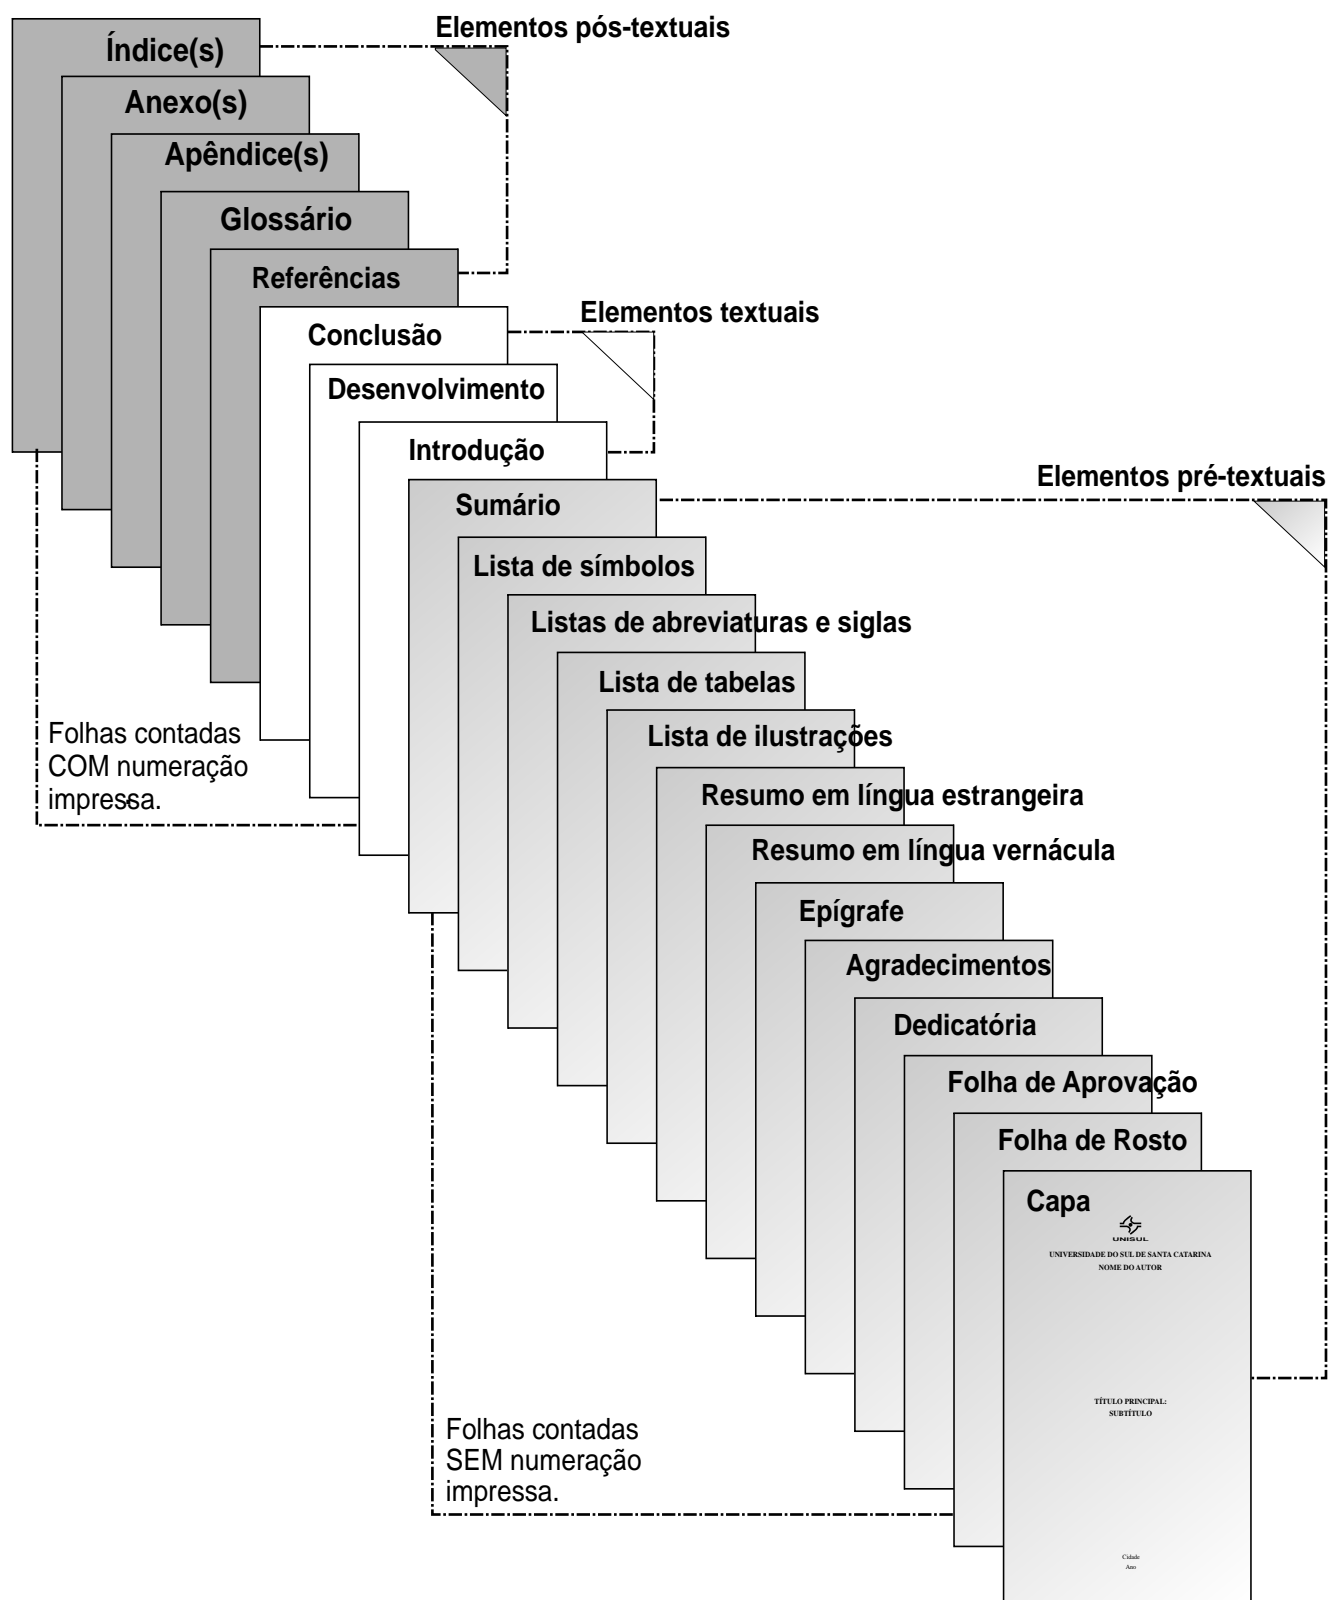 Elementos pós-textuais
Índice(s)
Anexo(s)
Apêndice(s)
Glossário
Referências
Elementos textuais
Conclusão
Desenvolvimento
Introdução
Elementos pré-textuais
Sumário
Lista de símbolos
Listas de abreviaturas e siglas
Lista de tabelas
Lista de ilustrações
Folhas contadas
COM numeração
impressa.
Resumo em língua estrangeira
Resumo em língua vernácula
Epígrafe
Agradecimentos
Dedicatória
Folha de Aprovação
Folha de Rosto
Capa
UNISUL
UNIVERSIDADE DO SUL DE SANTA CATARINA
NOME DO AUTOR
TÍTULO PRINCIPAL:
SUBTÍTULO
Folhas contadas
SEM numeração
impressa.
Cidade
Ano